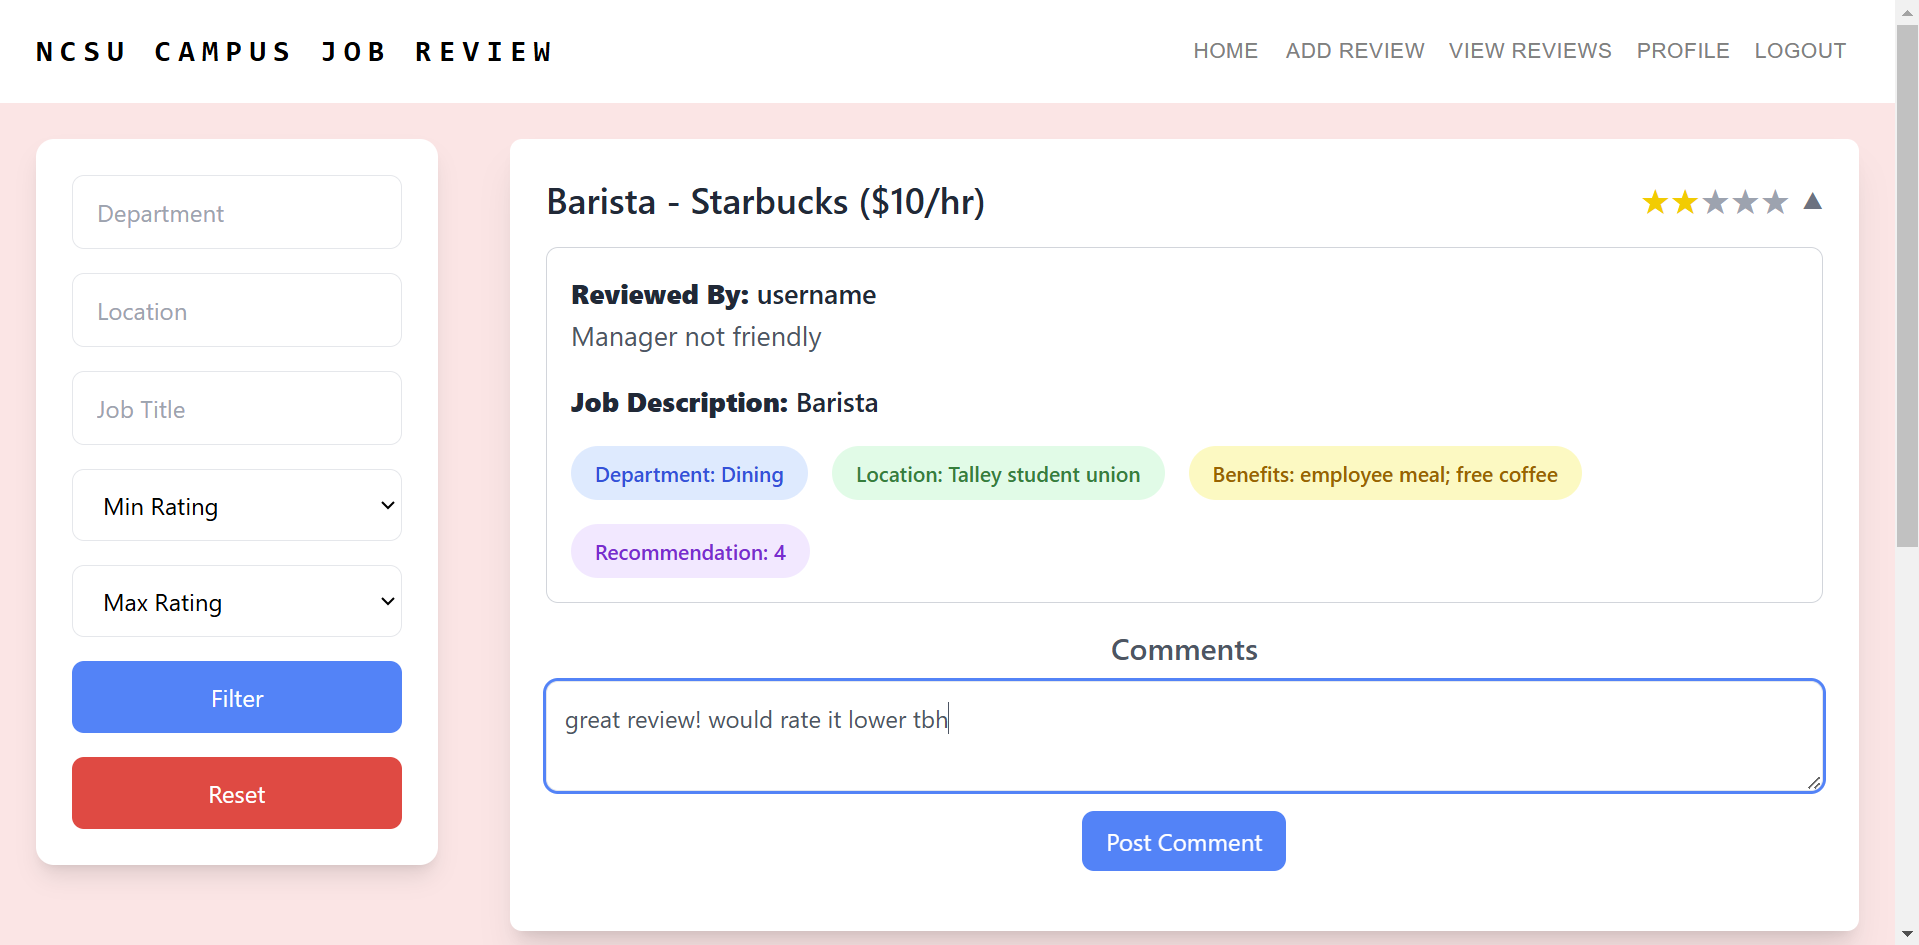 NCSU CAMPUS JOB REVIEW
HOME ADD REVIEW VIEW REVIEWS PROFILE LOGOUT
Department
Location
Job Title
Min Rating
Max Rating
Filter
Reset
Barista - Starbucks ($10/hr)
Reviewed By: username
Manager not friendly
Job Description: Barista
Department: Dining
Location: Talley student union
Benefits: employee meal; free coffee
Recommendation: 4
Comments
great review! would rate it lower tbh
Post Comment